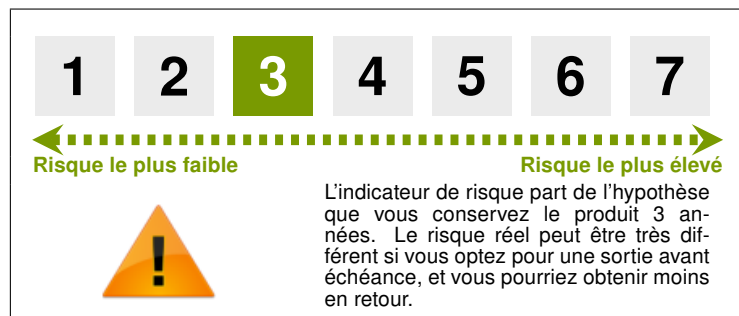 1 2 3 4 5 6 7
Risque le plus faible Risque le plus élevé
L'indicateur de risque part de l'hypothèse
que vous conservez le produit 3 an-
nées. Le risque réel peut être très dif-
férent si vous optez pour une sortie avant
échéance, et vous pourriez obtenir moins
en retour.